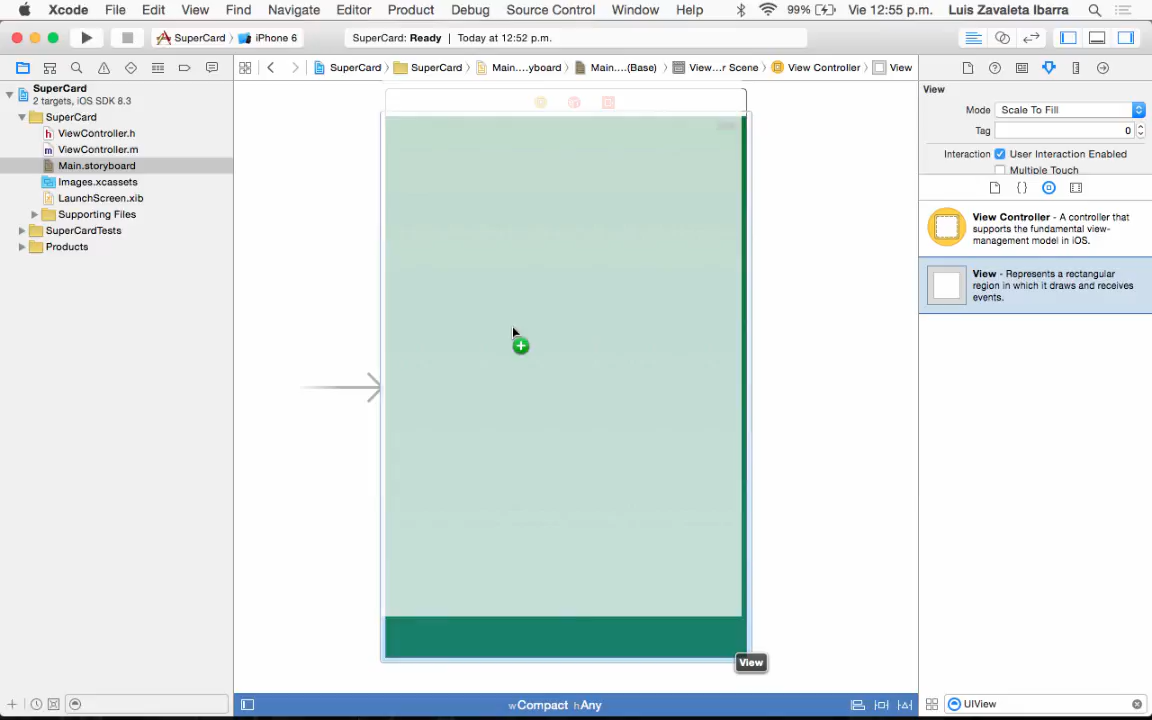 Xcode File Edit View Find Navigate Editor Product Debug Source Control Window Help 99% Vie 12:55 p.m. Luis Zavaleta Ibarra
SuperCard iPhone 6 SuperCard: Ready | Today at 12:52 p.m.
SuperCard SuperCard Main....yboard Main....(Base) View...r Scene View Controller View
SuperCard
2 targets, iOS SDK 8.3
SuperCard
h ViewController.h
m ViewController.m
Main.storyboard
Images.xcassets
LaunchScreen.xib
Supporting Files
SuperCardTests
Products
View
wCompact hAny
View
Mode Scale To Fill
Tag 0
Interaction User Interaction Enabled
Multiple Touch
{ }
View Controller - A controller that
supports the fundamental view-
management model in iOS.
View - Represents a rectangular
region in which it draws and receives
events.
UIView